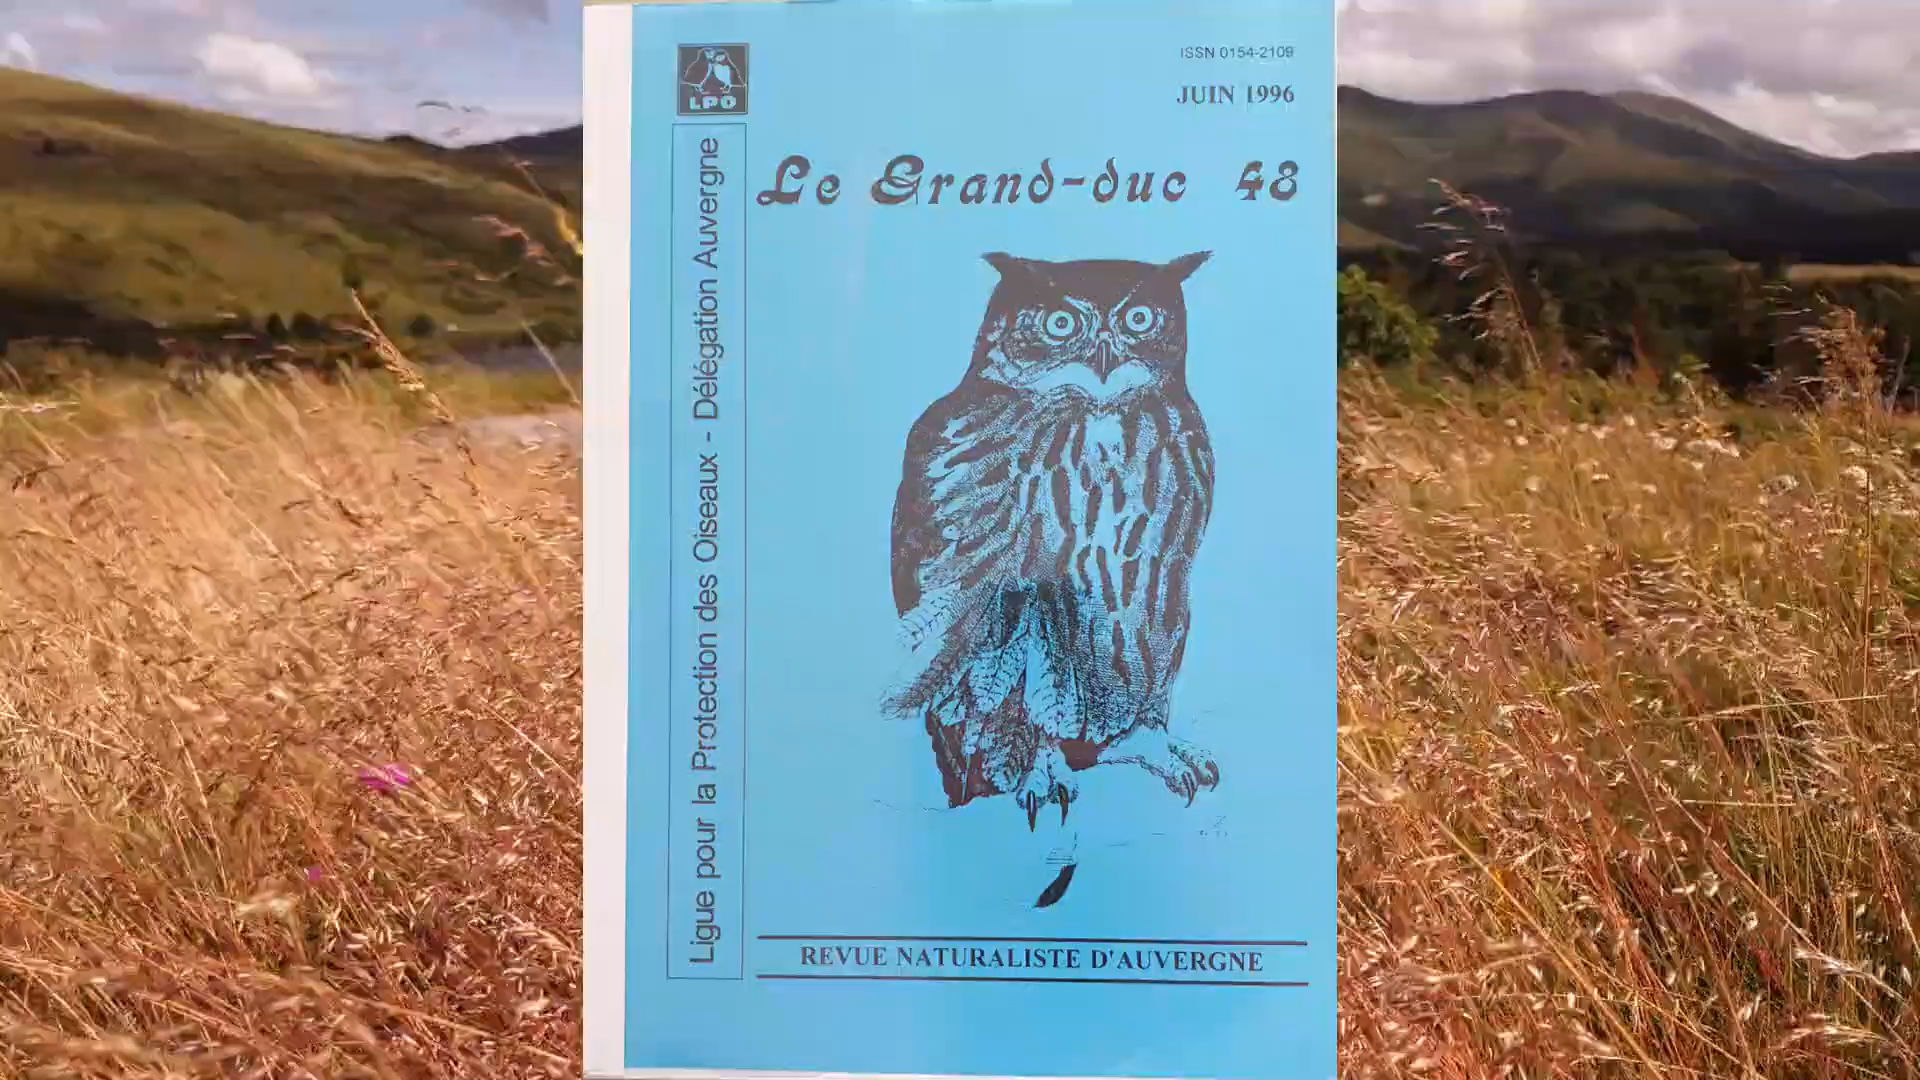 LPO
ISSN 0154-2109
JUIN 1996
Le Grand-duc 48
Ligue pour la Protection des Oiseaux - Délégation Auvergne
REVUE NATURALISTE D'AUVERGNE